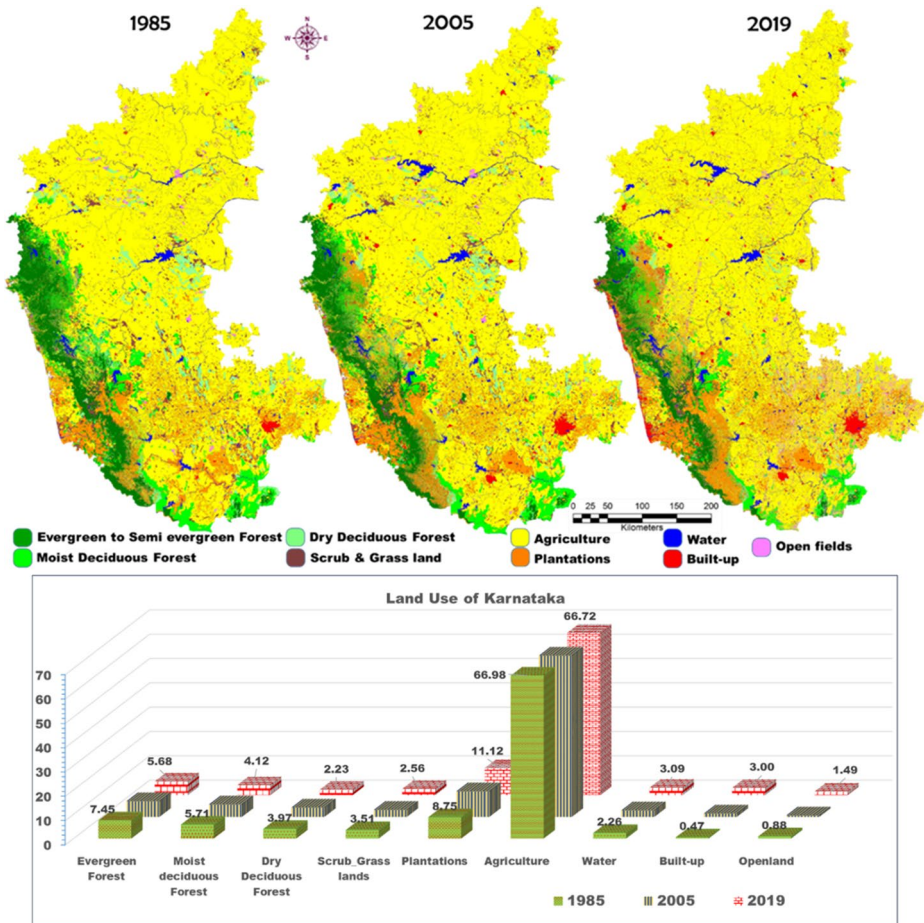 1985
2005
2019
N
W E
S
0 25 50 100 150 200
Kilometers
Evergreen to Semi evergreen Forest
Dry Deciduous Forest
Agriculture
Water
Open fields
Moist Deciduous Forest
Scrub & Grass land
Plantations
Built-up
Land Use of Karnataka
66.72
70
66.98
60
50
40
30
5.68
4.12
2.23
2.56
11.12
3.09
3.00
1.49
20
10
7.45
5.71
3.97
3.51
8.75
2.26
0.47
0.88
0
Evergreen
Forest
Moist
deciduous
Forest
Dry
Deciduous
Forest
Scrub_Grass
lands
Plantations
Agriculture
Water
Built-up
Openland
1985
2005
2019